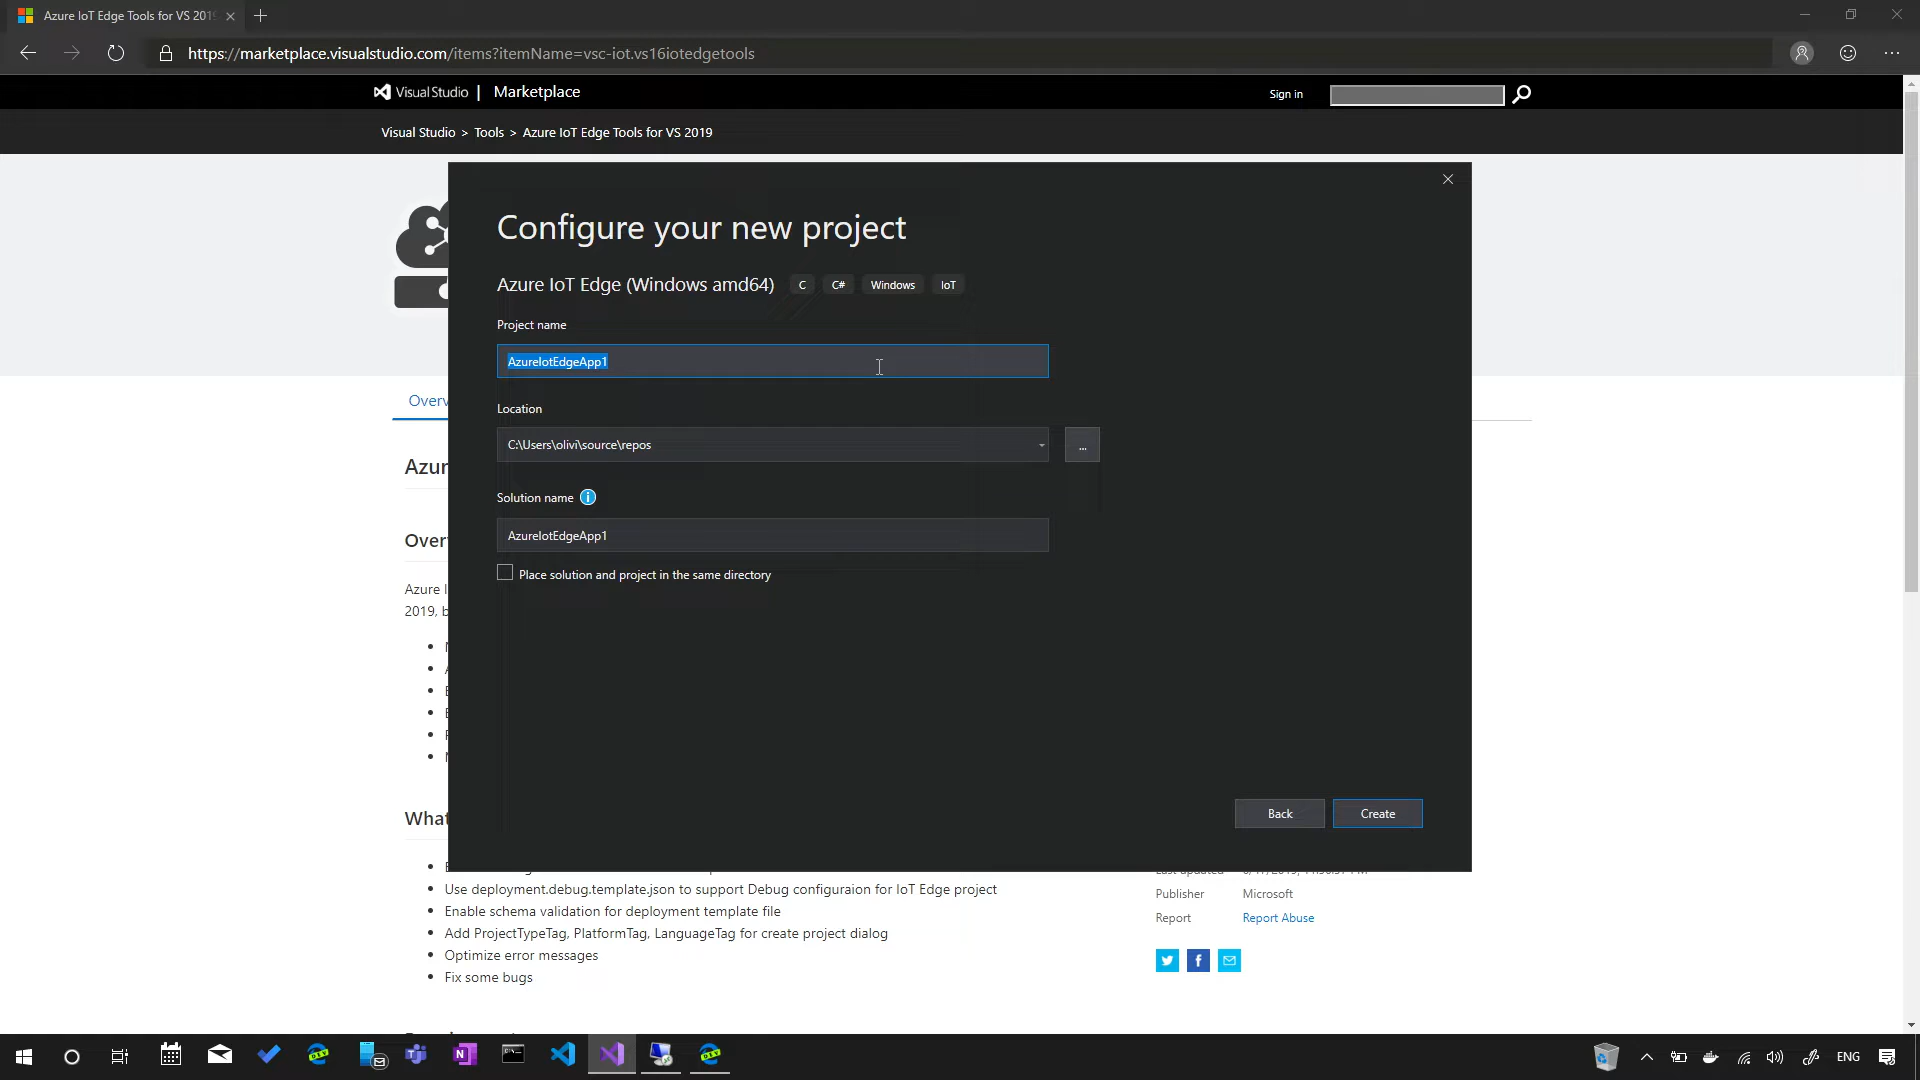 Azure IoT Edge Tools for VS 2019
https://marketplace.visualstudio.com/items?itemName=vsc-iot.vs16iotedgetools
Visual Studio | Marketplace
Sign in
Visual Studio > Tools > Azure IoT Edge Tools for VS 2019
Configure your new project
Azure IoT Edge (Windows amd64) C C# Windows IoT
Project name
AzureIotEdgeApp1
Location
C:\Users\olivi\source\repos
...
Solution name
AzureIotEdgeApp1
Place solution and project in the same directory
Back Create
Overv
Azur
Over
Azure I
2019, b
What
Use deployment.debug.template.json to support Debug configuraion for IoT Edge project
Enable schema validation for deployment template file
Add ProjectTypeTag, PlatformTag, LanguageTag for create project dialog
Optimize error messages
Fix some bugs
Publisher Microsoft
Report Report Abuse
ENG